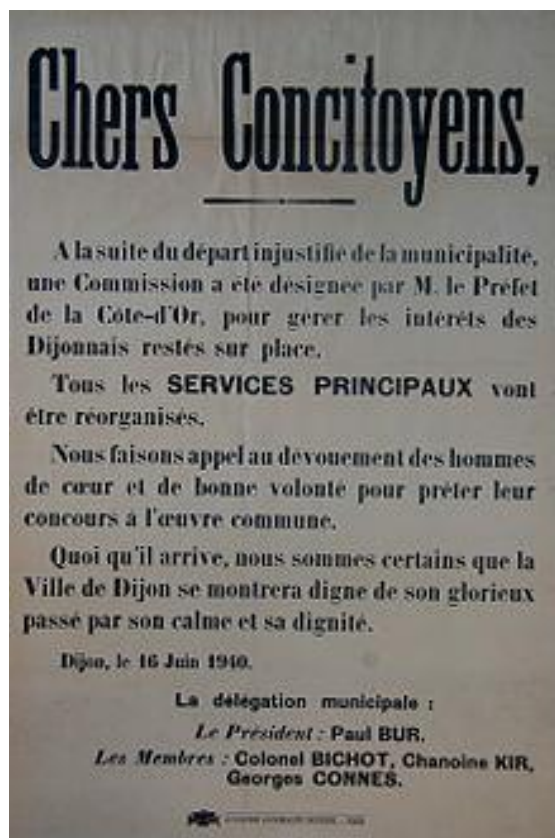 Chers Concitoyens,
A la suite du départ injustifié de la municipalité,
une Commission a été désignée par M. le Préfet
de la Côte-d'Or, pour gérer les intérêts des
Dijonnais restés sur place.
Tous les SERVICES PRINCIPAUX vont
être réorganisés.
Nous faisons appel au dévouement des hommes
de cœur et de bonne volonté pour prêter leur
concours à l'œuvre commune.
Quoi qu'il arrive, nous sommes certains que la
Ville de Dijon se montrera digne de son glorieux
passé par son calme et sa dignité.
Dijon, le 16 Juin 1940.
La délégation municipale :
Le Président : Paul BUR.
Les Membres : Colonel BICHOT, Chanoine KIR,
Georges CONNES.